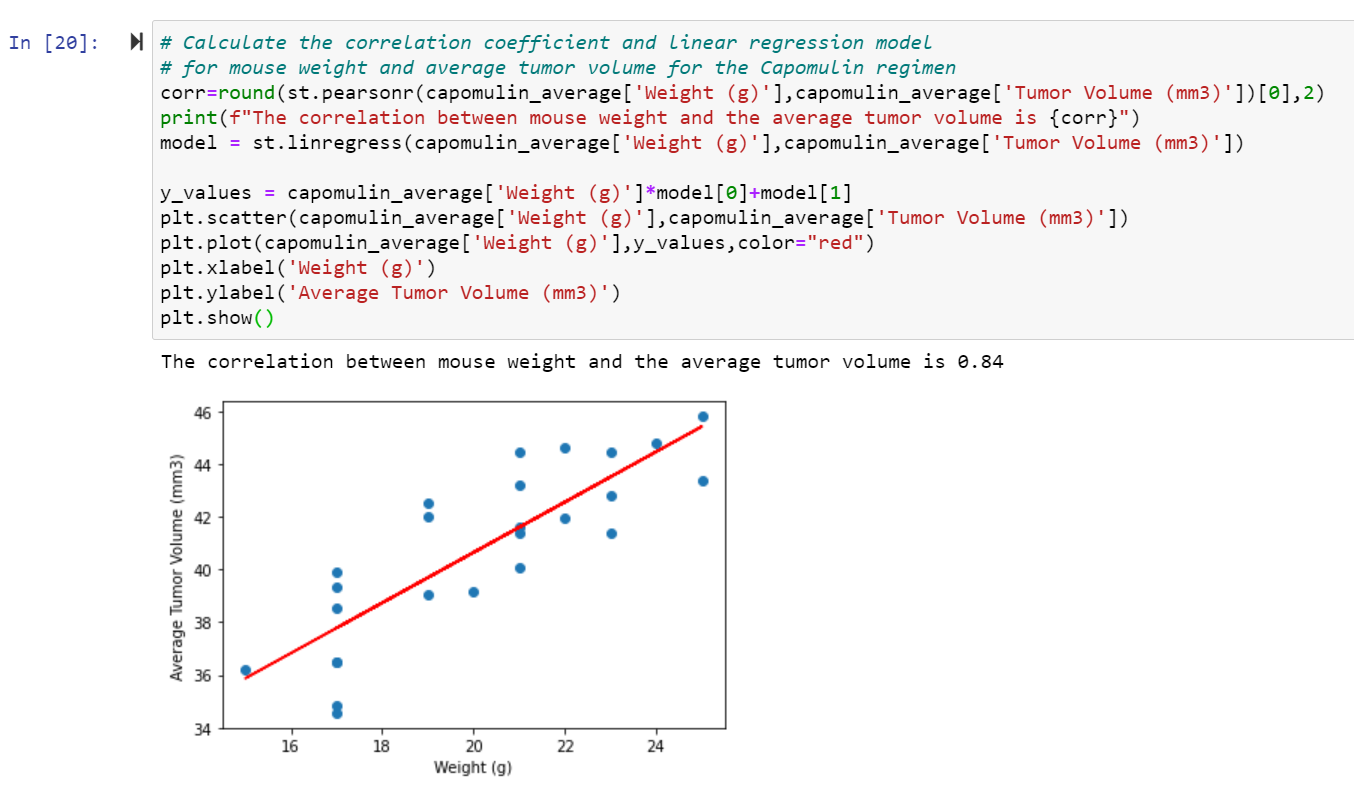 In [20]:
# Calculate the correlation coefficient and linear regression model
# for mouse weight and average tumor volume for the Capomulin regimen
corr=round(st.pearsonr(capomulin_average['Weight (g)'],capomulin_average['Tumor Volume (mm3)'])[0],2)
print(f"The correlation between mouse weight and the average tumor volume is {corr}")
model = st.linregress(capomulin_average['Weight (g)'],capomulin_average['Tumor Volume (mm3)'])
y_values = capomulin_average['Weight (g)']*model[0]+model[1]
plt.scatter(capomulin_average['Weight (g)'],capomulin_average['Tumor Volume (mm3)'])
plt.plot(capomulin_average['Weight (g)'],y_values,color="red")
plt.xlabel('Weight (g)')
plt.ylabel('Average Tumor Volume (mm3)')
plt.show()
The correlation between mouse weight and the average tumor volume is 0.84
Average Tumor Volume (mm3)
46
44
42
40
38
36
34
16 18 20 22 24
Weight (g)